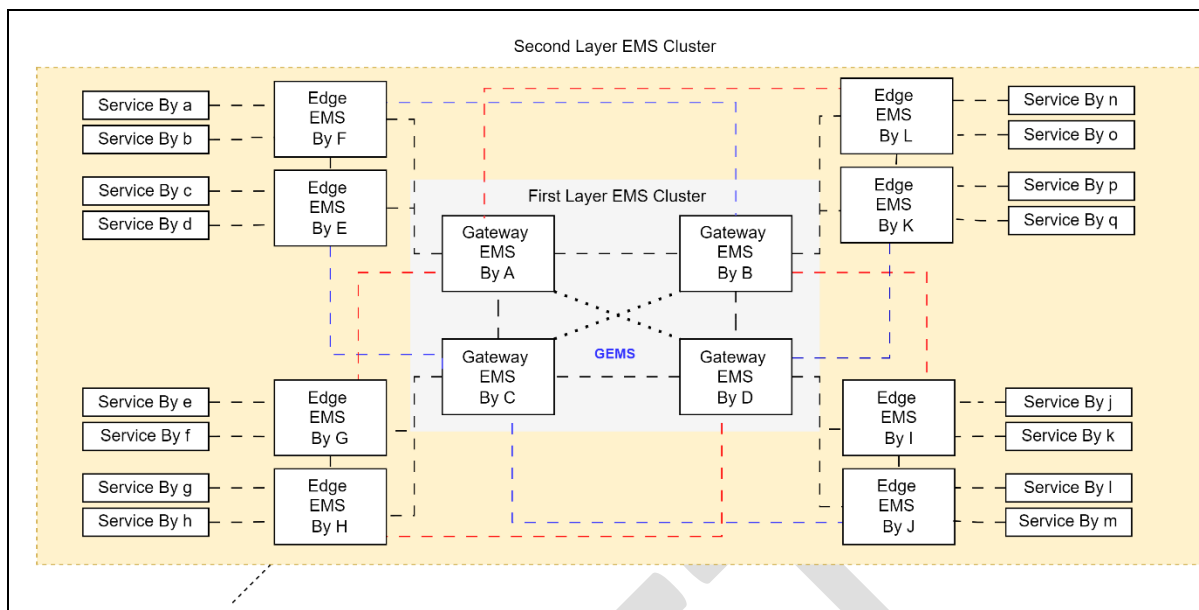 Second Layer EMS Cluster
Service By a
Service By b
Edge
EMS
By F
Service By c
Service By d
Edge
EMS
By E
Edge
EMS
By L
Service By n
Service By o
Edge
EMS
By K
Service By p
Service By q
First Layer EMS Cluster
Gateway
EMS
By A
Gateway
EMS
By B
Gateway
EMS
By C
GEMS
Gateway
EMS
By D
Service By e
Service By f
Edge
EMS
By G
Service By g
Service By h
Edge
EMS
By H
Edge
EMS
By I
Service By j
Service By k
Edge
EMS
By J
Service By l
Service By m